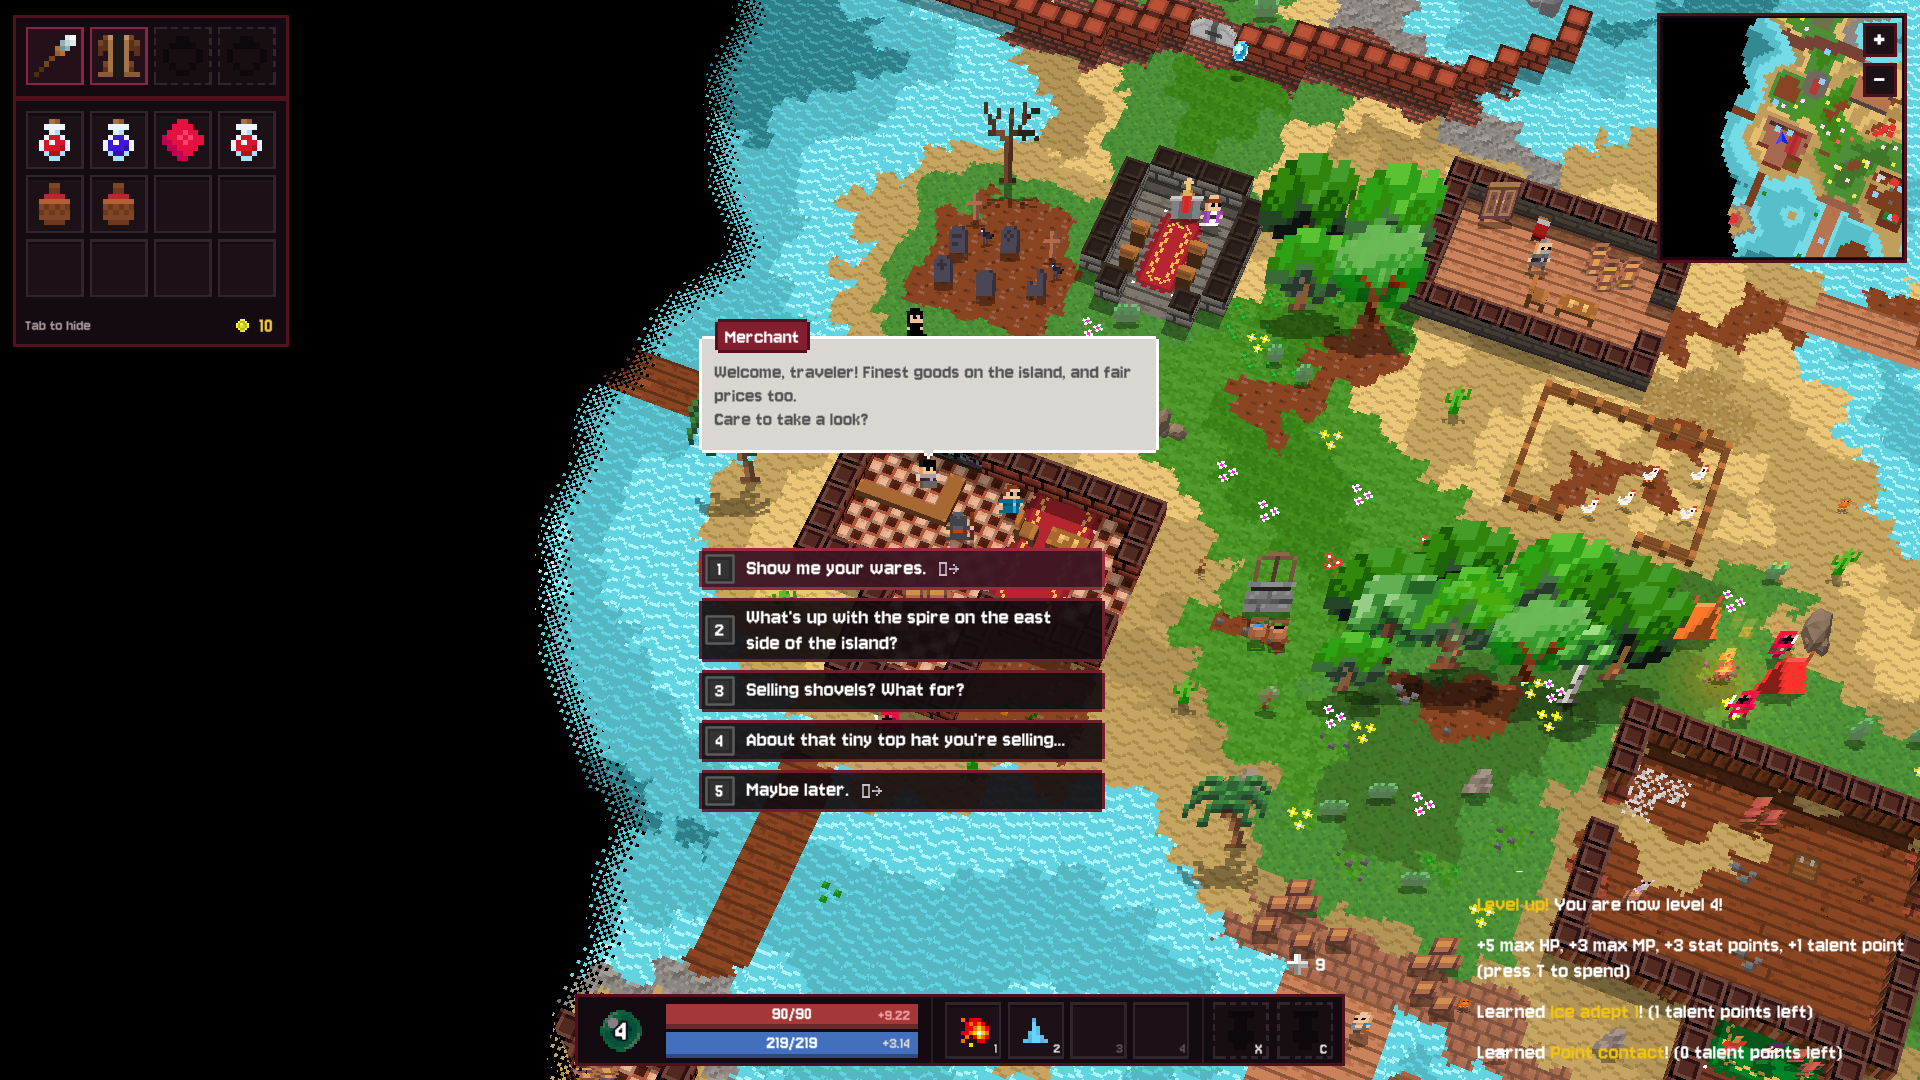 Tab to hide
10
+
−
Merchant
Welcome, traveler! Finest goods on the island, and fair
prices too.
Care to take a look?
1 Show me your wares.
2 What's up with the spire on the east
side of the island?
3 Selling shovels? What for?
4 About that tiny top hat you're selling...
5 Maybe later.
9
Level up! You are now level 4!
+5 max HP, +3 max MP, +3 stat points, +1 talent point
(press T to spend)
Learned Ice adept 1! (1 talent points left)
Learned Point contact! (0 talent points left)
4
90/90 +9.22
219/219 +3.14
1 2 3 4 X C